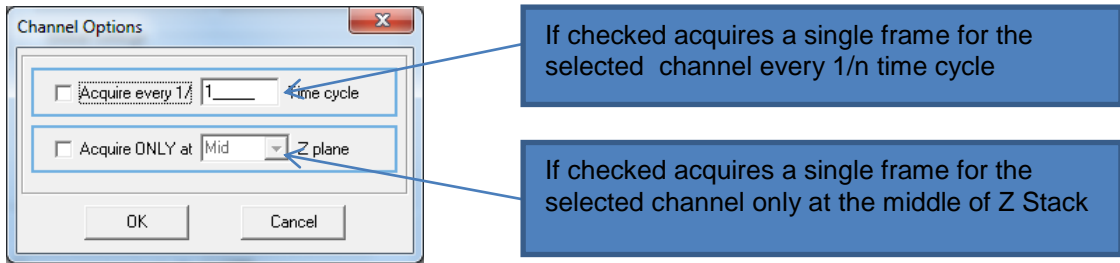 Channel Options
Acquire every 1/ 1____ Time cycle
Acquire ONLY at Mid Z plane
OK Cancel
If checked acquires a single frame for the
selected channel every 1/n time cycle
If checked acquires a single frame for the
selected channel only at the middle of Z Stack